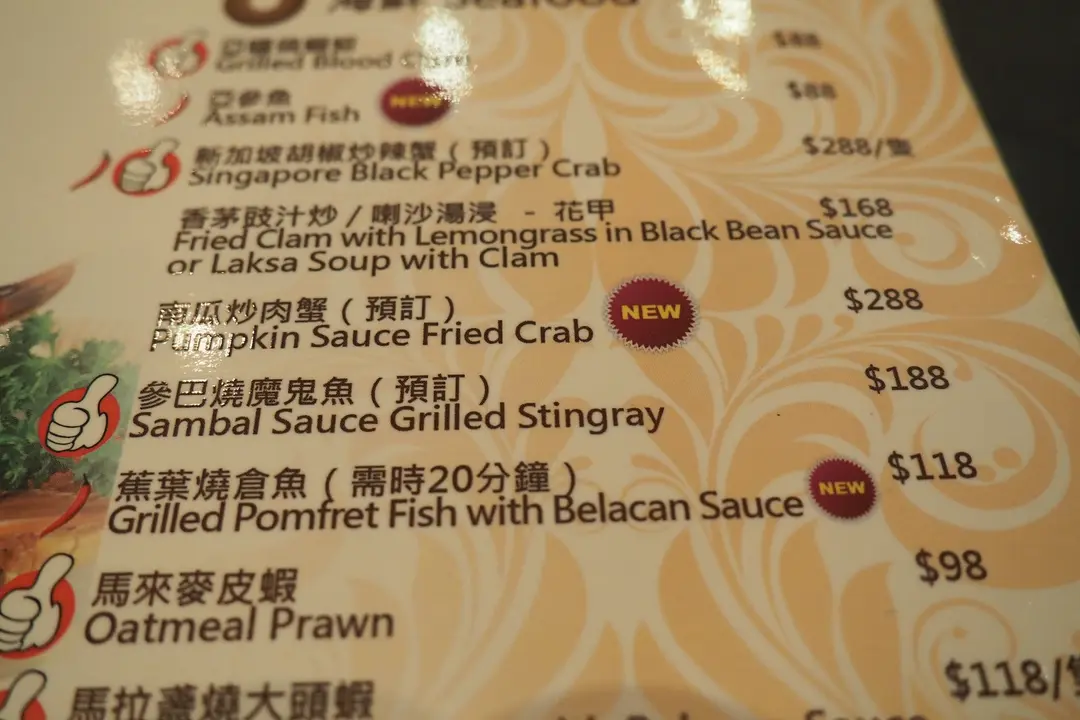 海鮮 Seafood
Grilled Blood Clam
$88
亞參魚
Assam Fish
NEW
$88
新加坡胡椒炒辣蟹（預訂）
Singapore Black Pepper Crab
$288/隻
香茅豉汁炒 / 喇沙湯浸 - 花甲
$168
Fried Clam with Lemongrass in Black Bean Sauce
or Laksa Soup with Clam
南瓜炒肉蟹（預訂）
Pumpkin Sauce Fried Crab
NEW
$288
參巴燒魔鬼魚（預訂）
Sambal Sauce Grilled Stingray
$188
蕉葉燒倉魚（需時20分鐘）
Grilled Pomfret Fish with Belacan Sauce
NEW
$118
馬來麥皮蝦
Oatmeal Prawn
$98
馬拉盞燒大頭蝦
$118/隻
Sauce